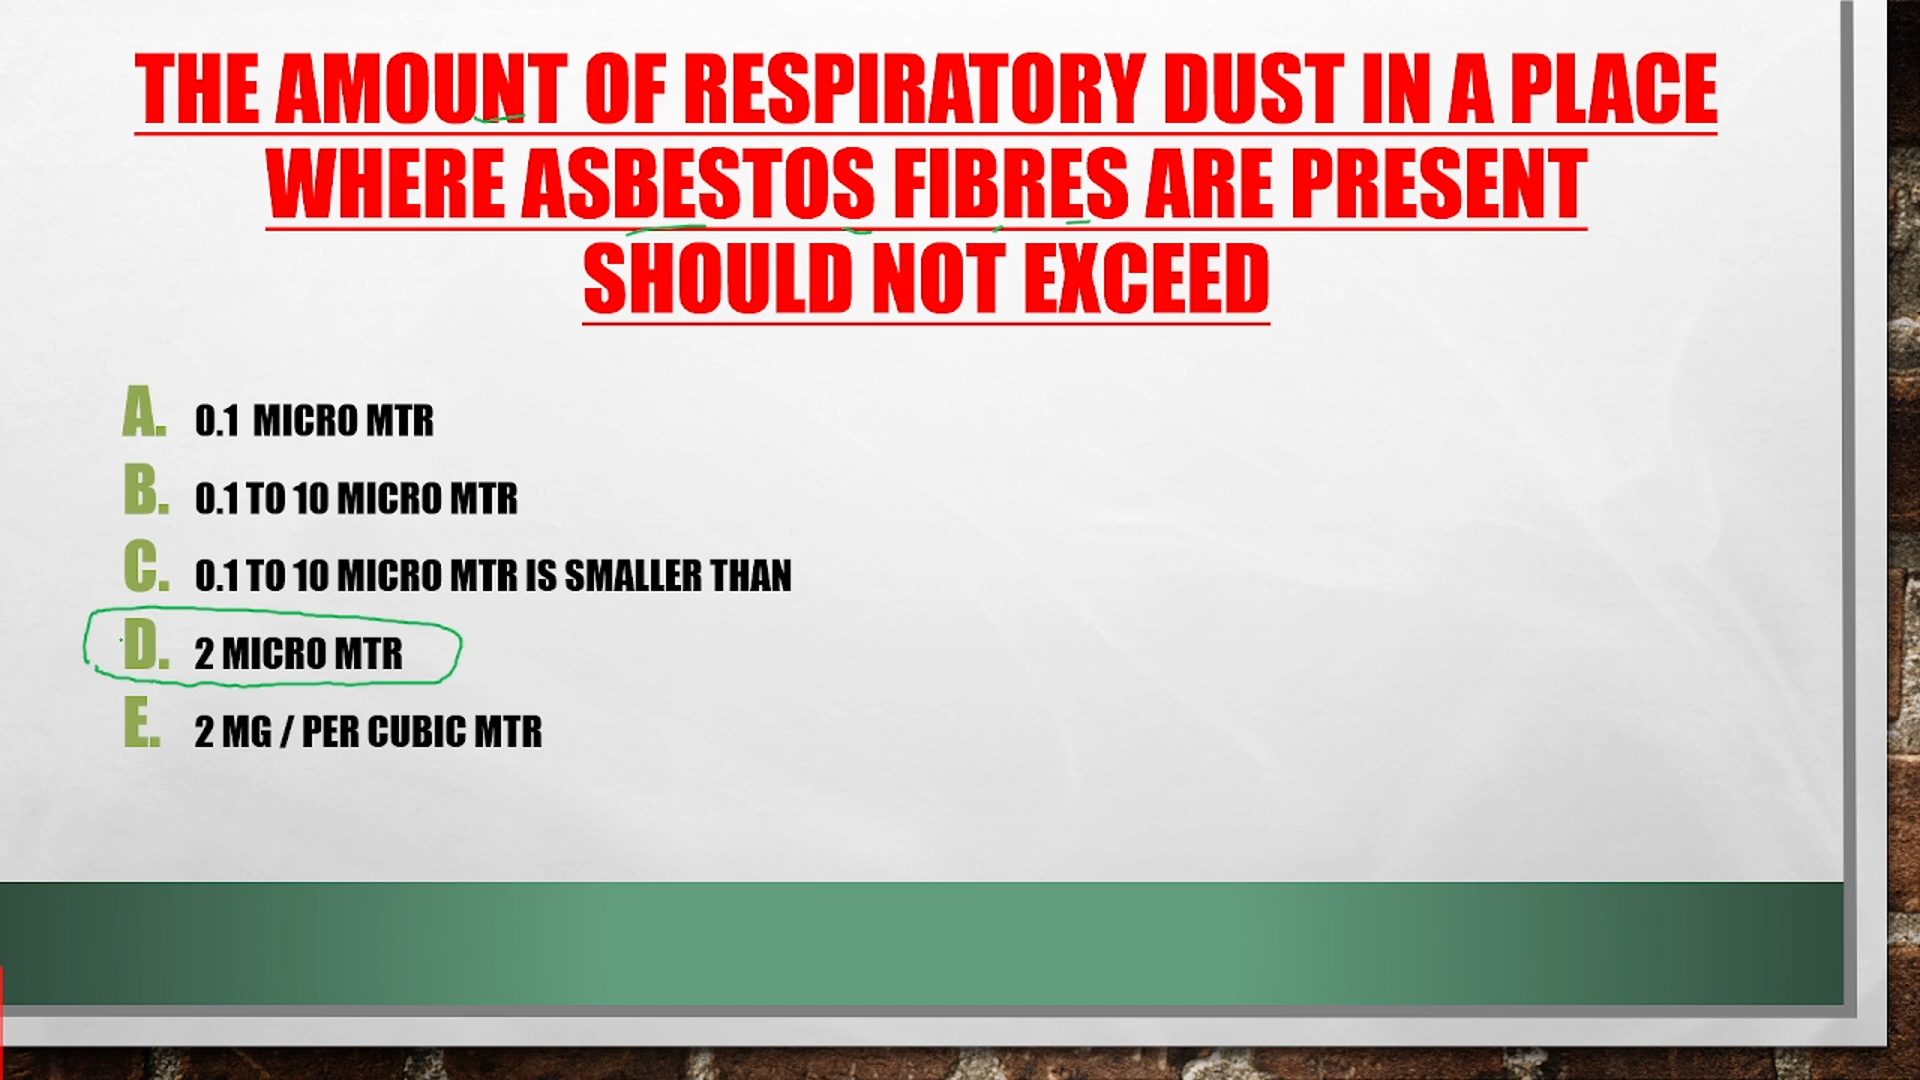 THE AMOUNT OF RESPIRATORY DUST IN A PLACE
WHERE ASBESTOS FIBRES ARE PRESENT
SHOULD NOT EXCEED
A. 0.1 MICRO MTR
B. 0.1 TO 10 MICRO MTR
C. 0.1 TO 10 MICRO MTR IS SMALLER THAN
D. 2 MICRO MTR
E. 2 MG / PER CUBIC MTR